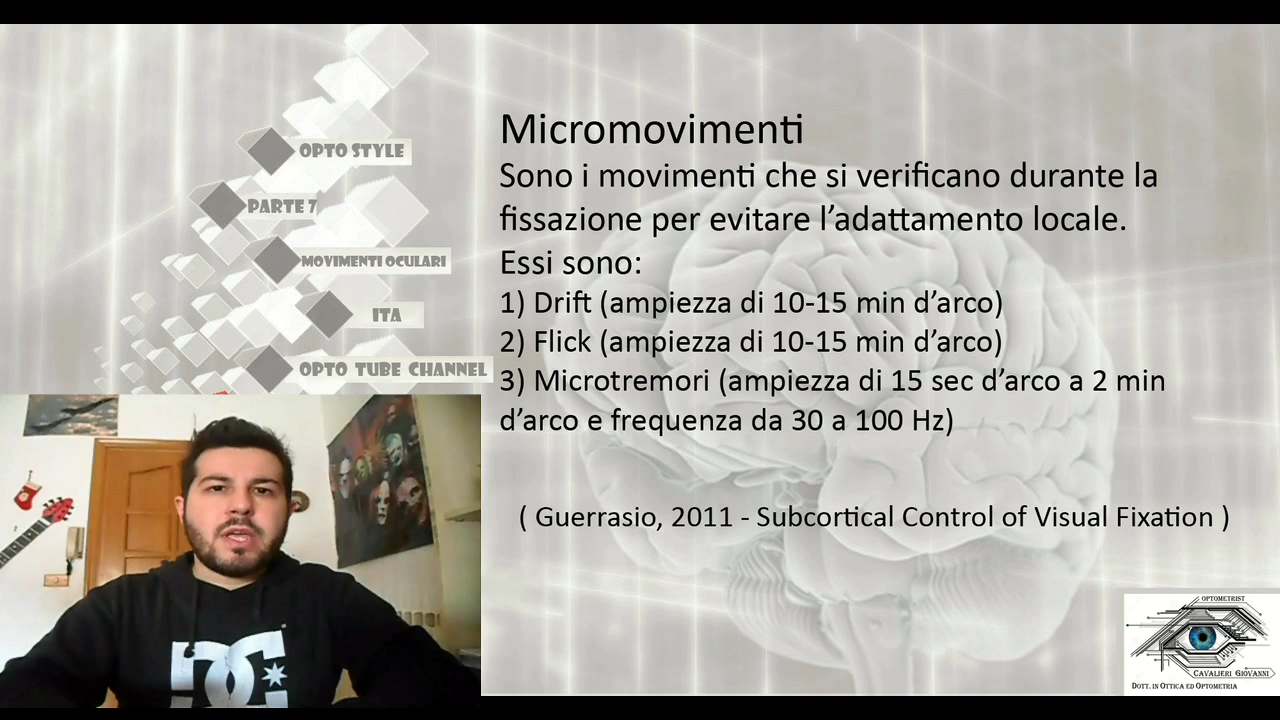 OPTO STYLE
PARTE 7
MOVIMENTI OCULARI
ITA
OPTO TUBE CHANNEL
Micromovimenti
Sono i movimenti che si verificano durante la
fissazione per evitare l’adattamento locale.
Essi sono:
1) Drift (ampiezza di 10-15 min d’arco)
2) Flick (ampiezza di 10-15 min d’arco)
3) Microtremori (ampiezza di 15 sec d’arco a 2 min
d’arco e frequenza da 30 a 100 Hz)
( Guerrasio, 2011 - Subcortical Control of Visual Fixation )
DC
OPTOMETRIST
CAVALIERI GIOVANNI
DOTT. IN OTTICA ED OPTOMETRIA